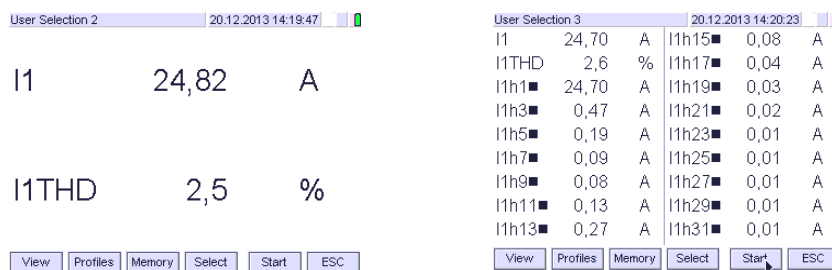 User Selection 2 20.12.2013 14:19:47
I1 24,82 A
I1THD 2,5 %
View Profiles Memory Select Start ESC
User Selection 3 20.12.2013 14:20:23
I1 24,70 A I1h15■ 0,08 A
I1THD 2,6 % I1h17■ 0,04 A
I1h1■ 24,70 A I1h19■ 0,03 A
I1h3■ 0,47 A I1h21■ 0,02 A
I1h5■ 0,19 A I1h23■ 0,01 A
I1h7■ 0,09 A I1h25■ 0,01 A
I1h9■ 0,08 A I1h27■ 0,01 A
I1h11■ 0,13 A I1h29■ 0,01 A
I1h13■ 0,27 A I1h31■ 0,01 A
View Profiles Memory Select Start ESC